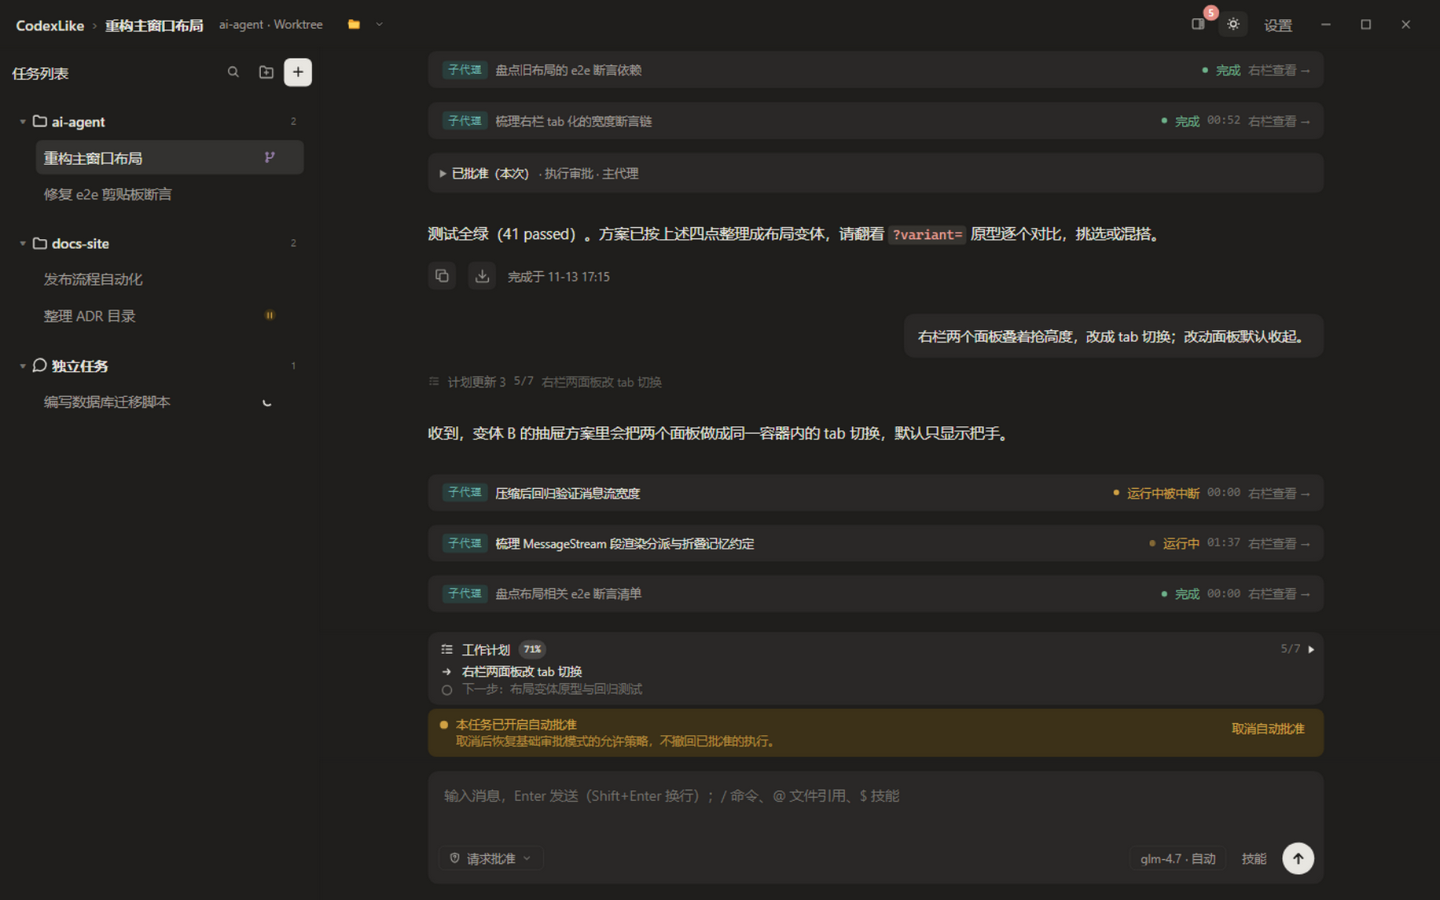 CodexLike › 重构主窗口布局 ai-agent · Worktree
5
设置
任务列表
ai-agent 2
重构主窗口布局
修复 e2e 剪贴板断言
docs-site 2
发布流程自动化
整理 ADR 目录
独立任务 1
编写数据库迁移脚本
子代理 盘点旧布局的 e2e 断言依赖 完成 右栏查看 →
子代理 梳理右栏 tab 化的宽度断言链 完成 00:52 右栏查看 →
已批准（本次） · 执行审批 · 主代理
测试全绿（41 passed）。方案已按上述四点整理成布局变体，请翻看 ?variant= 原型逐个对比，挑选或混搭。
完成于 11-13 17:15
右栏两个面板叠着抢高度，改成 tab 切换；改动面板默认收起。
计划更新 3 5/7 右栏两面板改 tab 切换
收到，变体 B 的抽屉方案里会把两个面板做成同一容器内的 tab 切换，默认只显示把手。
子代理 压缩后回归验证消息流宽度 运行中被中断 00:00 右栏查看 →
子代理 梳理 MessageStream 段渲染分派与折叠记忆约定 运行中 01:37 右栏查看 →
子代理 盘点布局相关 e2e 断言清单 完成 00:00 右栏查看 →
工作计划 71% 5/7
→ 右栏两面板改 tab 切换
下一步：布局变体原型与回归测试
本任务已开启自动批准
取消后恢复基础审批模式的允许策略，不撤回已批准的执行。
取消自动批准
输入消息，Enter 发送（Shift+Enter 换行）；/ 命令、@ 文件引用、$ 技能
请求批准 glm-4.7 · 自动 技能